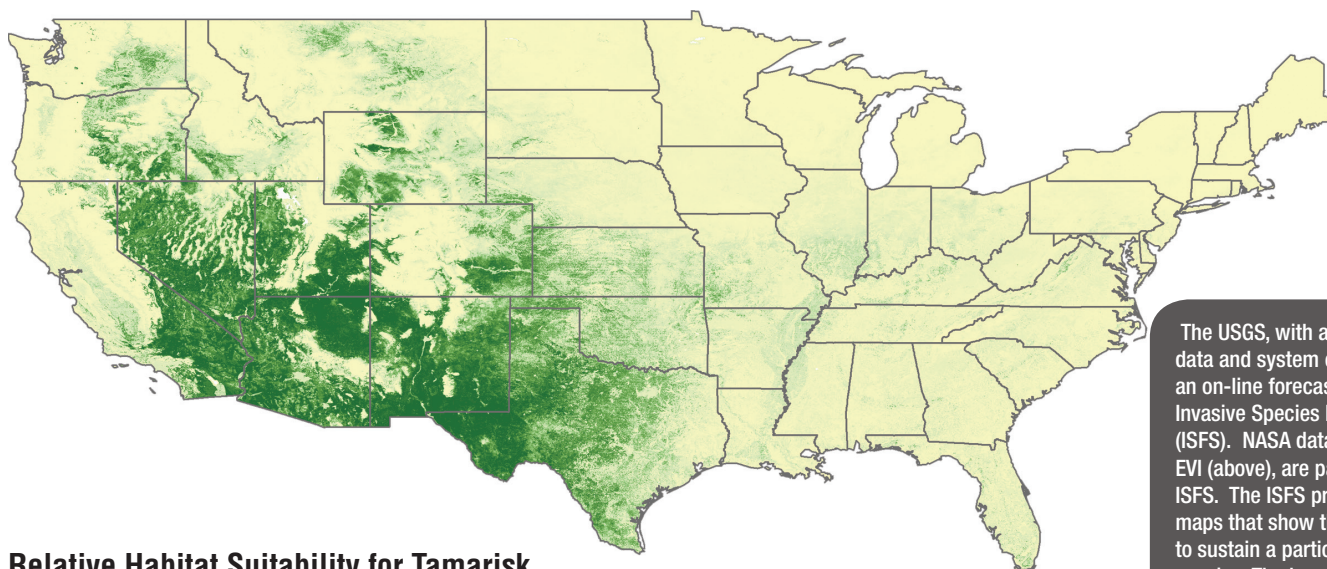 The USGS, with a
data and system
an on-line forecas
Invasive Species
(ISFS). NASA data
EVI (above), are pa
ISFS. The ISFS pr
maps that show t
to sustain a partic
Relative Habitat Suitability for Tamarisk